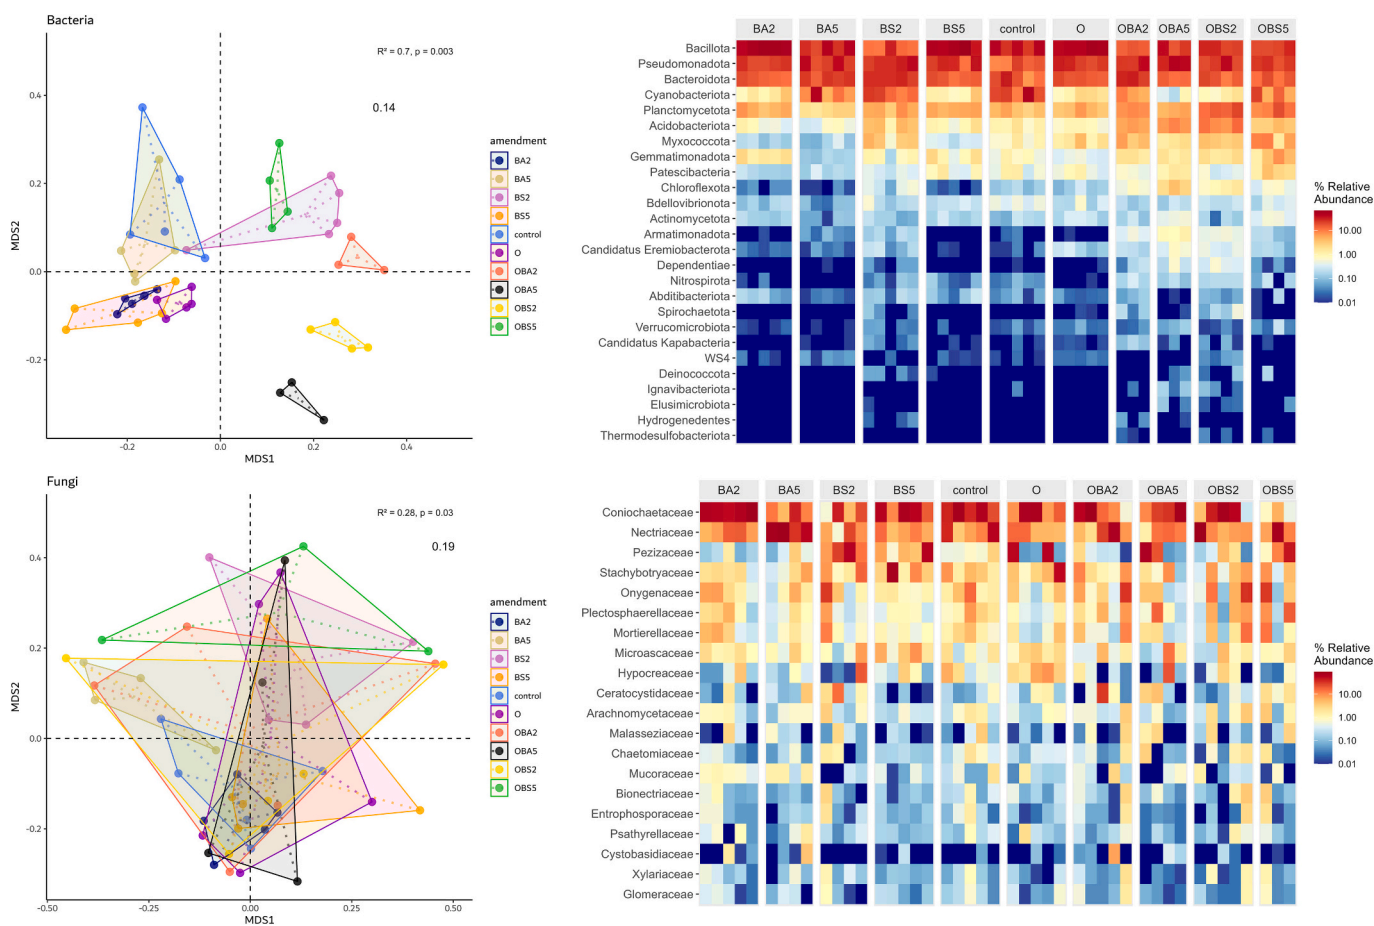 Bacteria
R² = 0.7, p = 0.003
0.14
0.4
0.2
0.0
-0.2
MDS2
-0.2
0.0
0.2
0.4
MDS1
amendment
BA2
BA5
BS2
BS5
control
O
OBA2
OBA5
OBS2
OBS5
BA2 BA5 BS2 BS5 control O OBA2 OBA5 OBS2 OBS5
Bacillota
Pseudomonadota
Bacteroidota
Cyanobacteriota
Planctomycetota
Acidobacteriota
Myxococcota
Gemmatimonadota
Patescibacteria
Chloroflexota
Bdellovibrionota
Actinomycetota
Armatimonadota
Candidatus Eremiobacterota
Dependentiae
Nitrospirota
Abditibacteriota
Spirochaetota
Verrucomicrobiota
Candidatus Kapabacteria
WS4
Deinococcota
Ignavibacteriota
Elusimicrobiota
Hydrogenedentes
Thermodesulfobacteriota
% Relative
Abundance
10.00
1.00
0.10
0.01
Fungi
R² = 0.28, p = 0.03
0.19
0.4
0.2
0.0
-0.2
MDS2
-0.50
-0.25
0.00
0.25
0.50
MDS1
amendment
BA2
BA5
BS2
BS5
control
O
OBA2
OBA5
OBS2
OBS5
BA2 BA5 BS2 BS5 control O OBA2 OBA5 OBS2 OBS5
Coniochaetaceae
Nectriaceae
Pezizaceae
Stachybotryaceae
Onygenaceae
Plectosphaerellaceae
Mortierellaceae
Microascaceae
Hypocreaceae
Ceratocystidaceae
Arachnomycetaceae
Malasseziaceae
Chaetomiaceae
Mucoraceae
Bionectriaceae
Entrophosporaceae
Psathyrellaceae
Cystobasidiaceae
Xylariaceae
Glomeraceae
% Relative
Abundance
10.00
1.00
0.10
0.01